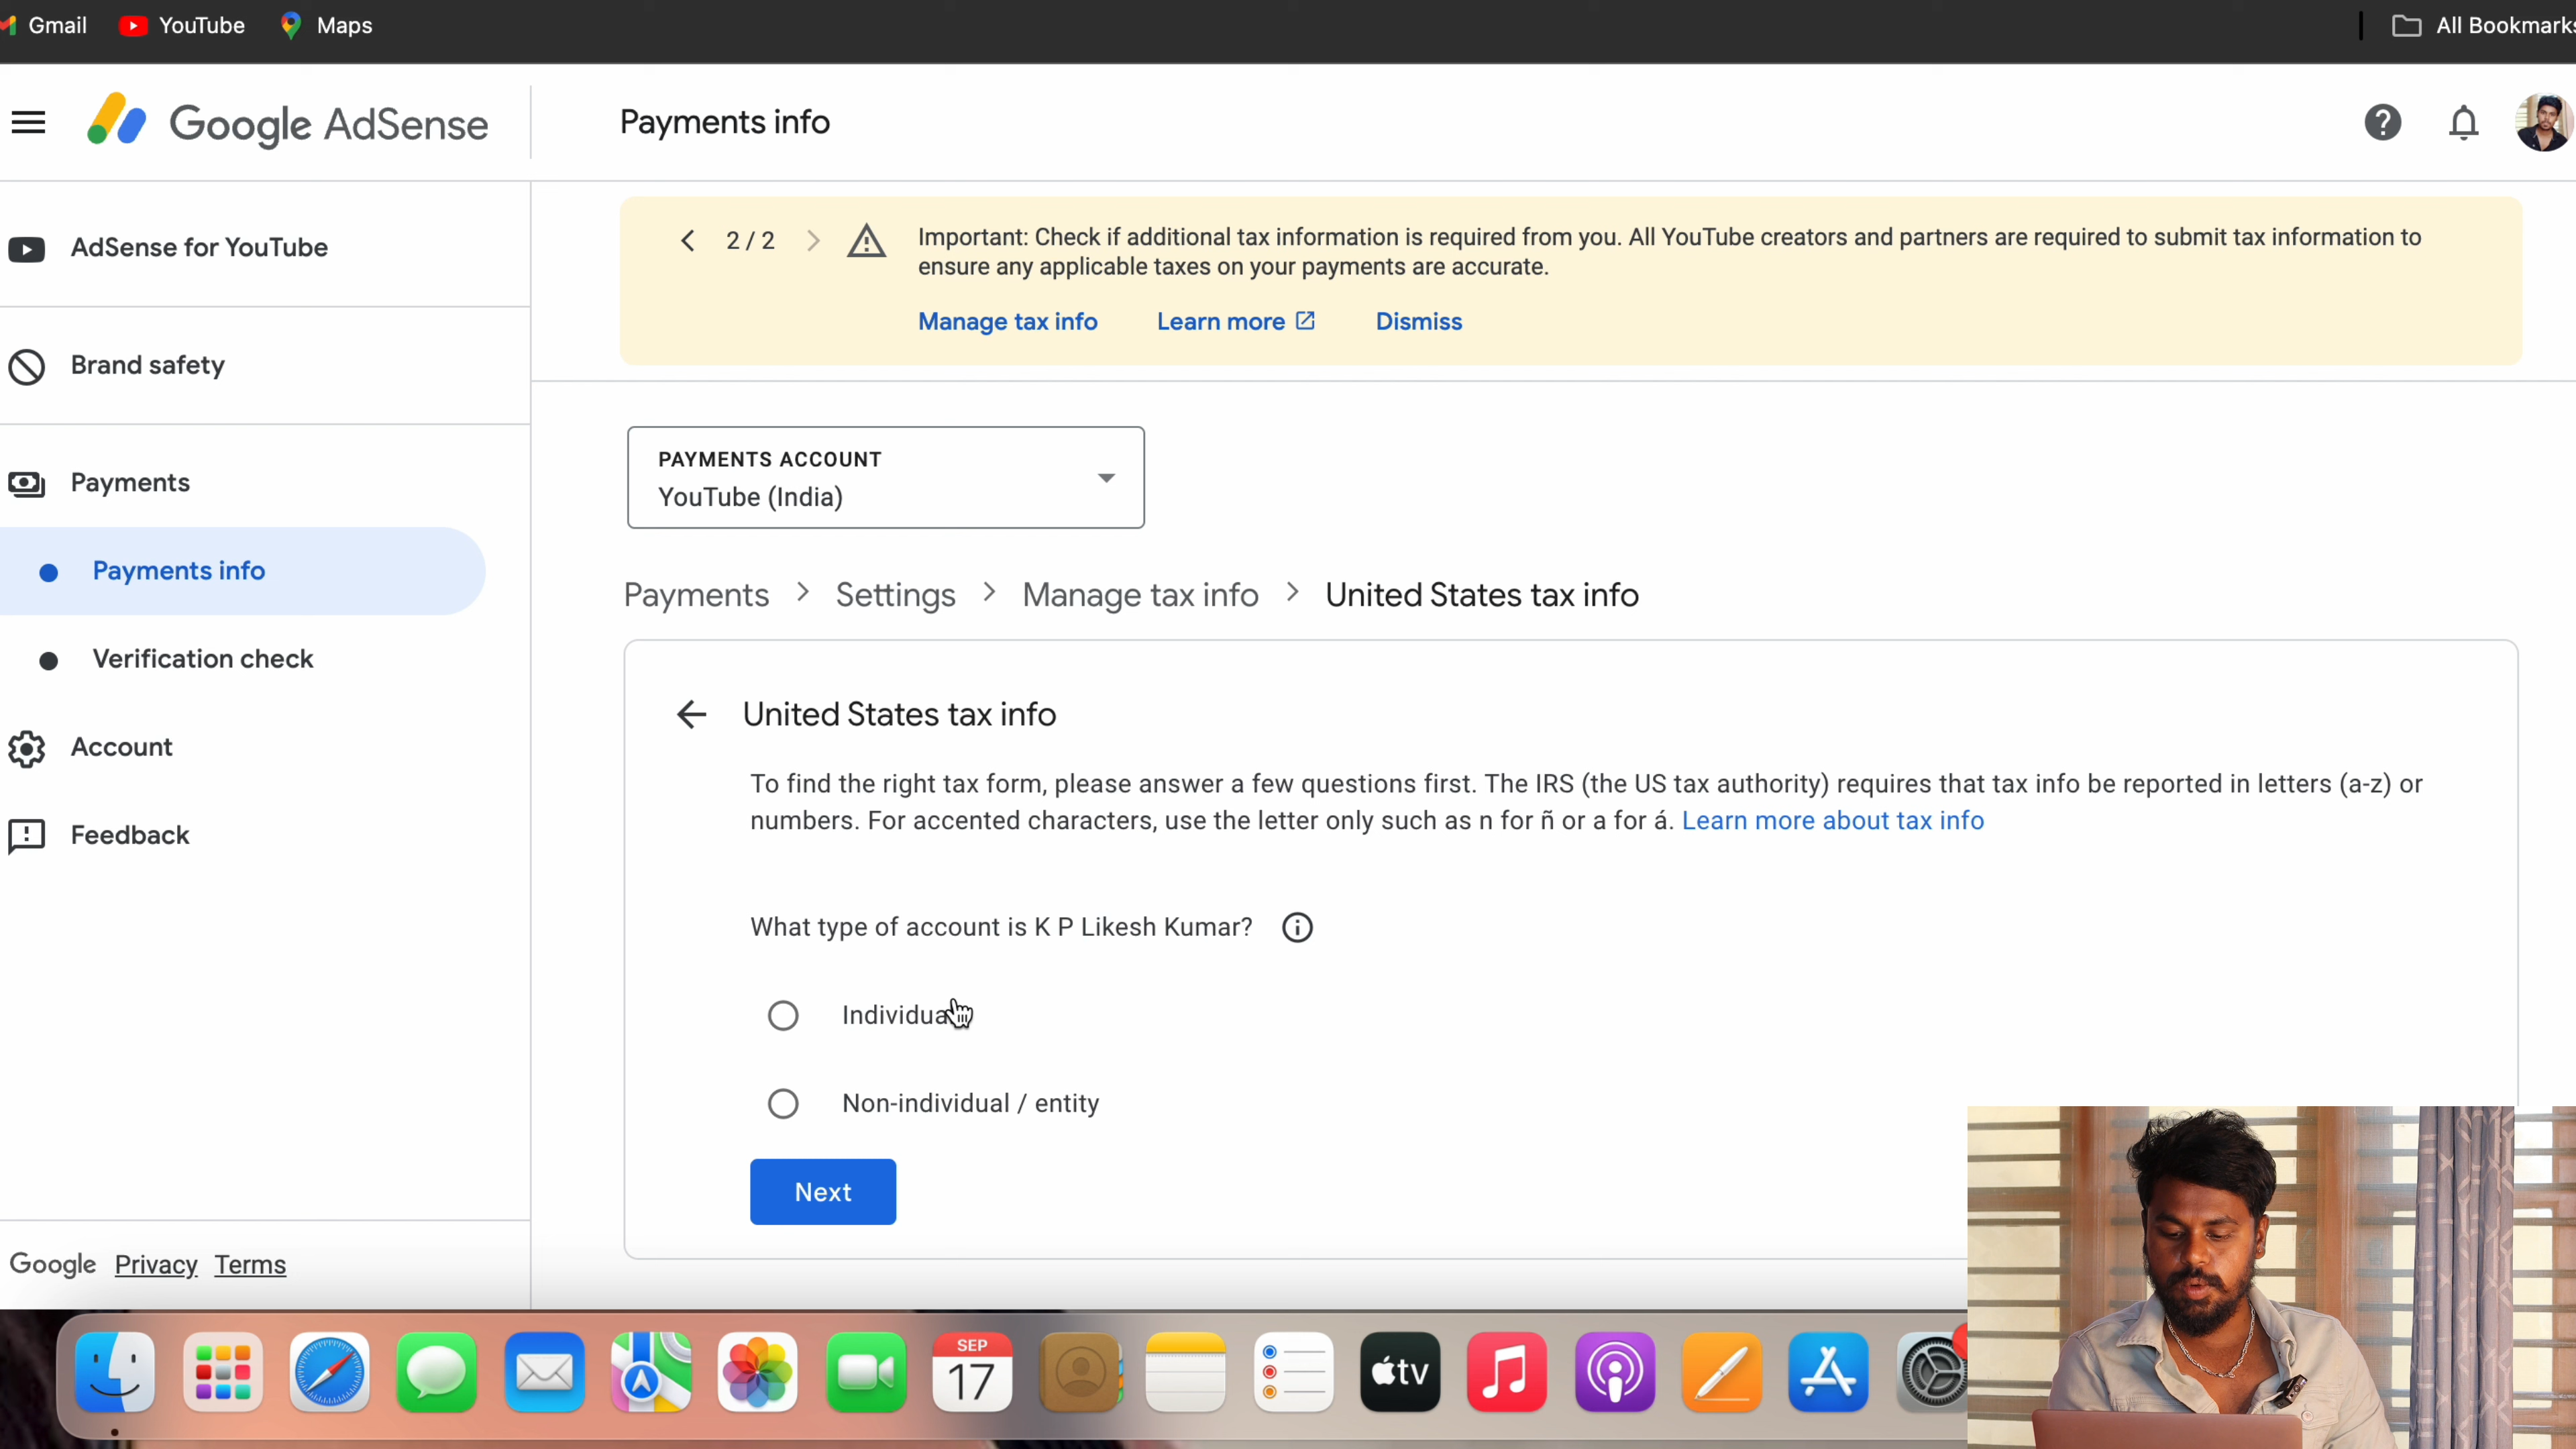 Gmail
YouTube
Maps
All Bookmarks
Google AdSense
Payments info
AdSense for YouTube
Brand safety
Payments
Payments info
Verification check
Account
Feedback
Google Privacy Terms
2 / 2
Important: Check if additional tax information is required from you. All YouTube creators and partners are required to submit tax information to
ensure any applicable taxes on your payments are accurate.
Manage tax info Learn more Dismiss
PAYMENTS ACCOUNT
YouTube (India)
Payments > Settings > Manage tax info > United States tax info
United States tax info
To find the right tax form, please answer a few questions first. The IRS (the US tax authority) requires that tax info be reported in letters (a-z) or
numbers. For accented characters, use the letter only such as n for ñ or a for á. Learn more about tax info
What type of account is K P Likesh Kumar?
Individual
Non-individual / entity
Next
SEP
17
tv